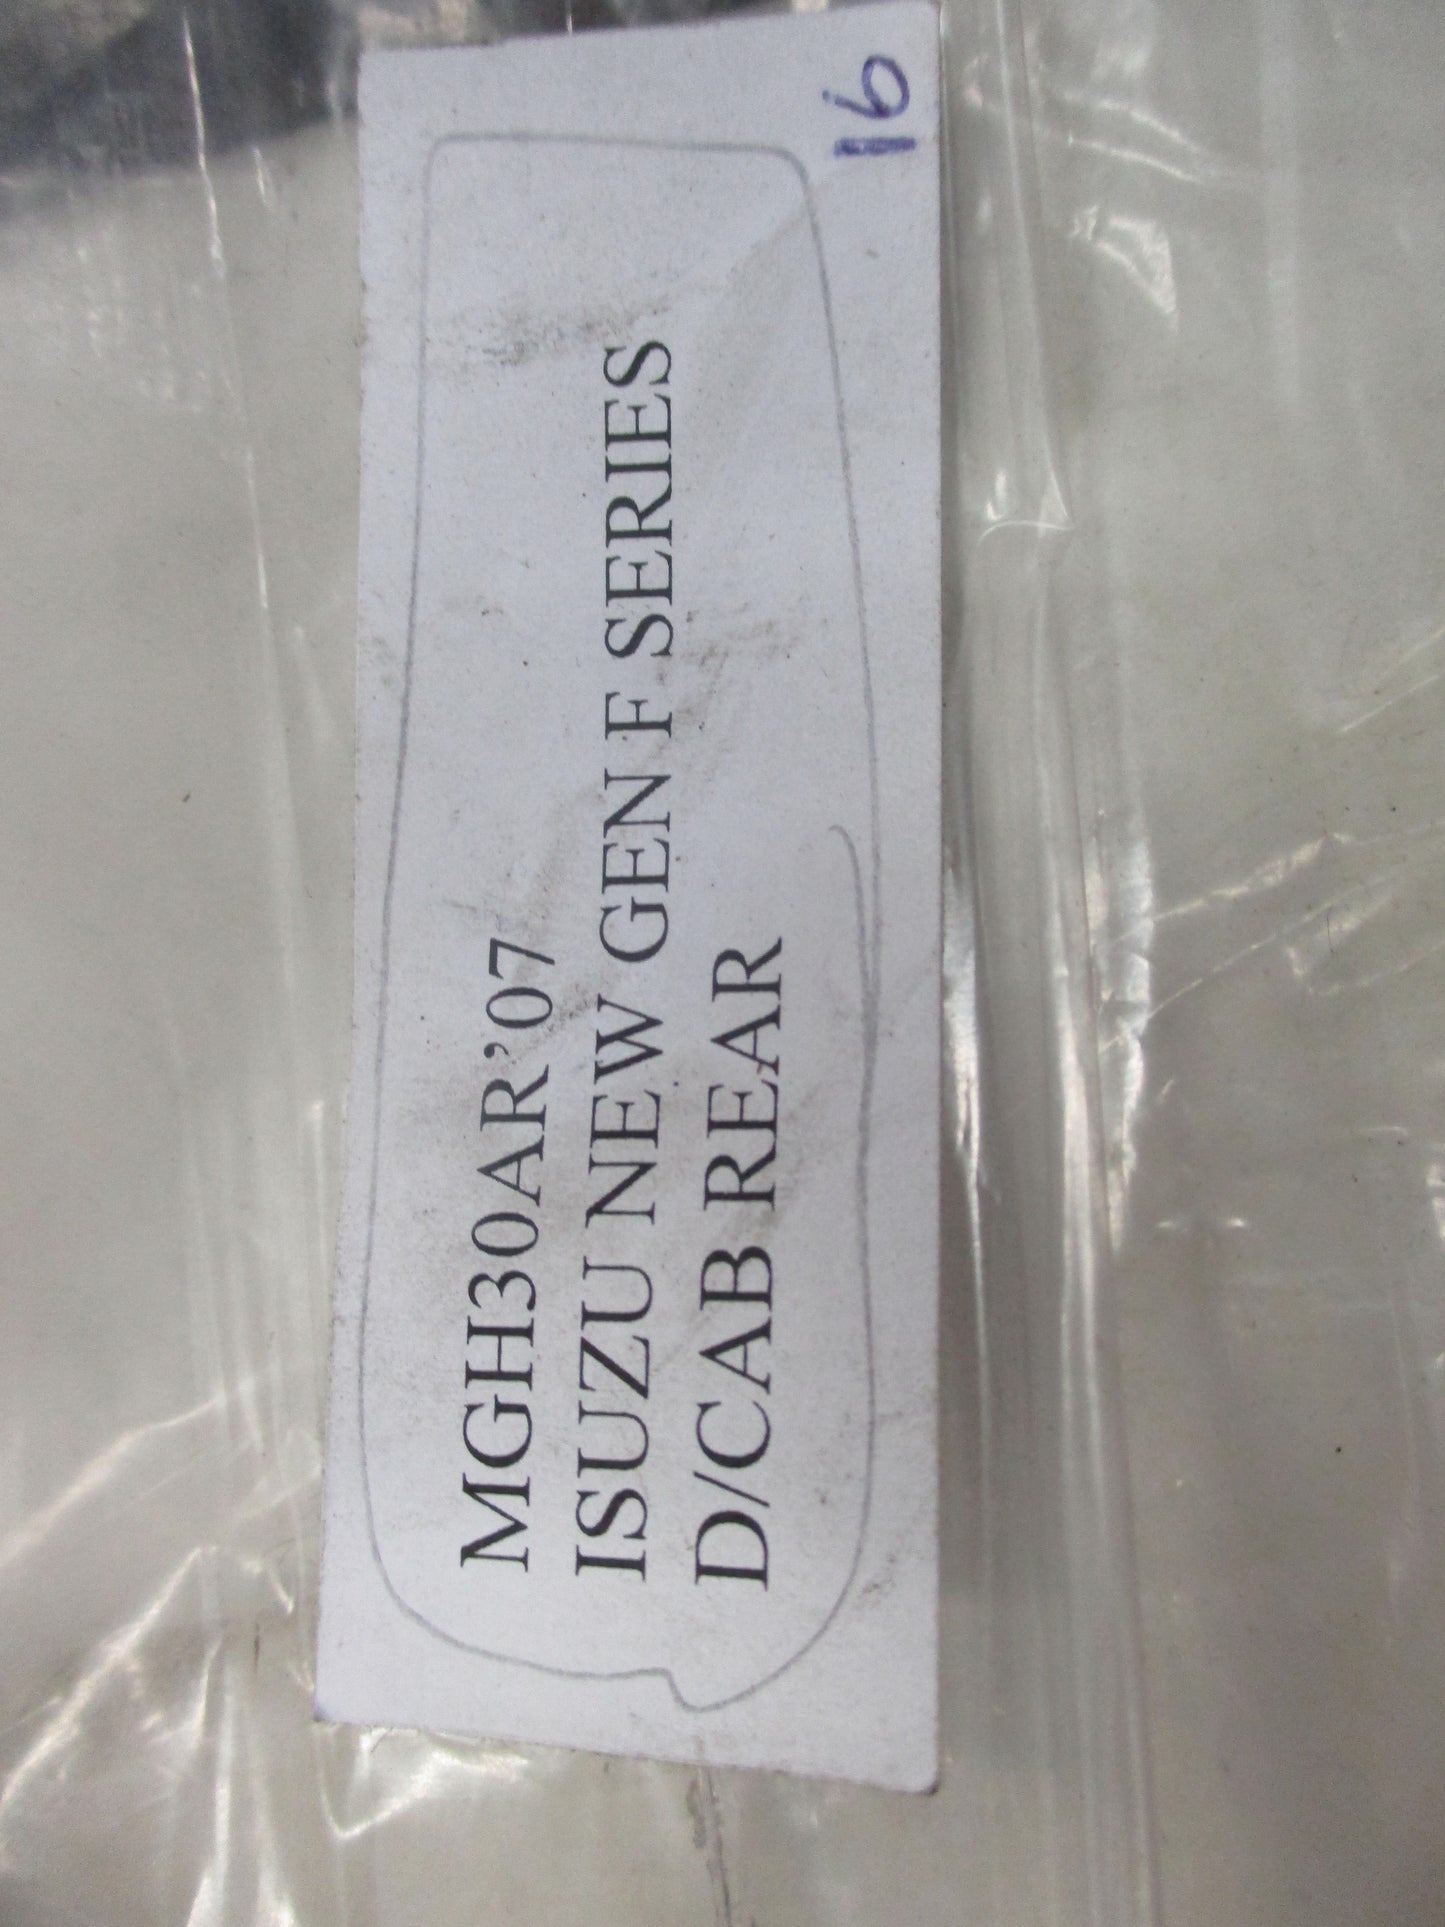 16
MGH30AR’07
ISUZU NEW GEN F SERIES
D/CAB REAR